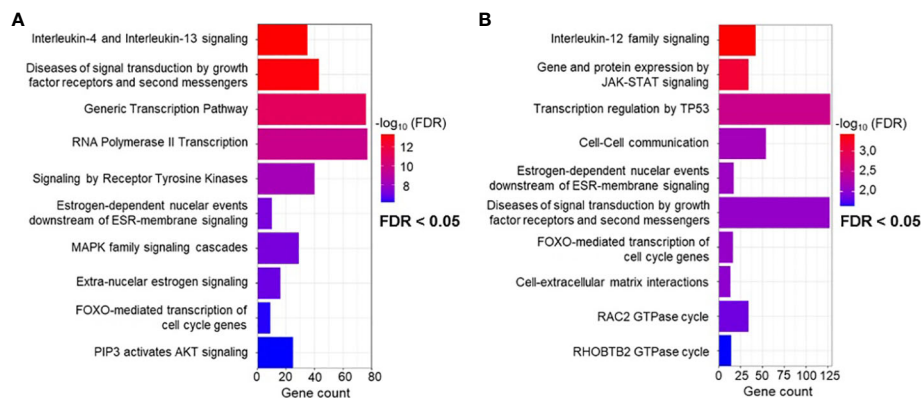 A
Interleukin-4 and Interleukin-13 signaling
Diseases of signal transduction by growth
factor receptors and second messengers
Generic Transcription Pathway
RNA Polymerase II Transcription
Signaling by Receptor Tyrosine Kinases
Estrogen-dependent nucelar events
downstream of ESR-membrane signaling
MAPK family signaling cascades
Extra-nucelar estrogen signaling
FOXO-mediated transcription of
cell cycle genes
PIP3 activates AKT signaling
0 20 40 60 80
Gene count
-log10 (FDR)
12
10
8
6
FDR < 0.05
B
Interleukin-12 family signaling
Gene and protein expression by
JAK-STAT signaling
Transcription regulation by TP53
Cell-Cell communication
Estrogen-dependent nucelar events
downstream of ESR-membrane signaling
Diseases of signal transduction by growth
factor receptors and second messengers
FOXO-mediated transcription of
cell cycle genes
Cell-extracellular matrix interactions
RAC2 GTPase cycle
RHOBTB2 GTPase cycle
0 25 50 75 100 125
Gene count
-log10 (FDR)
3,0
2,5
2,0
FDR < 0.05